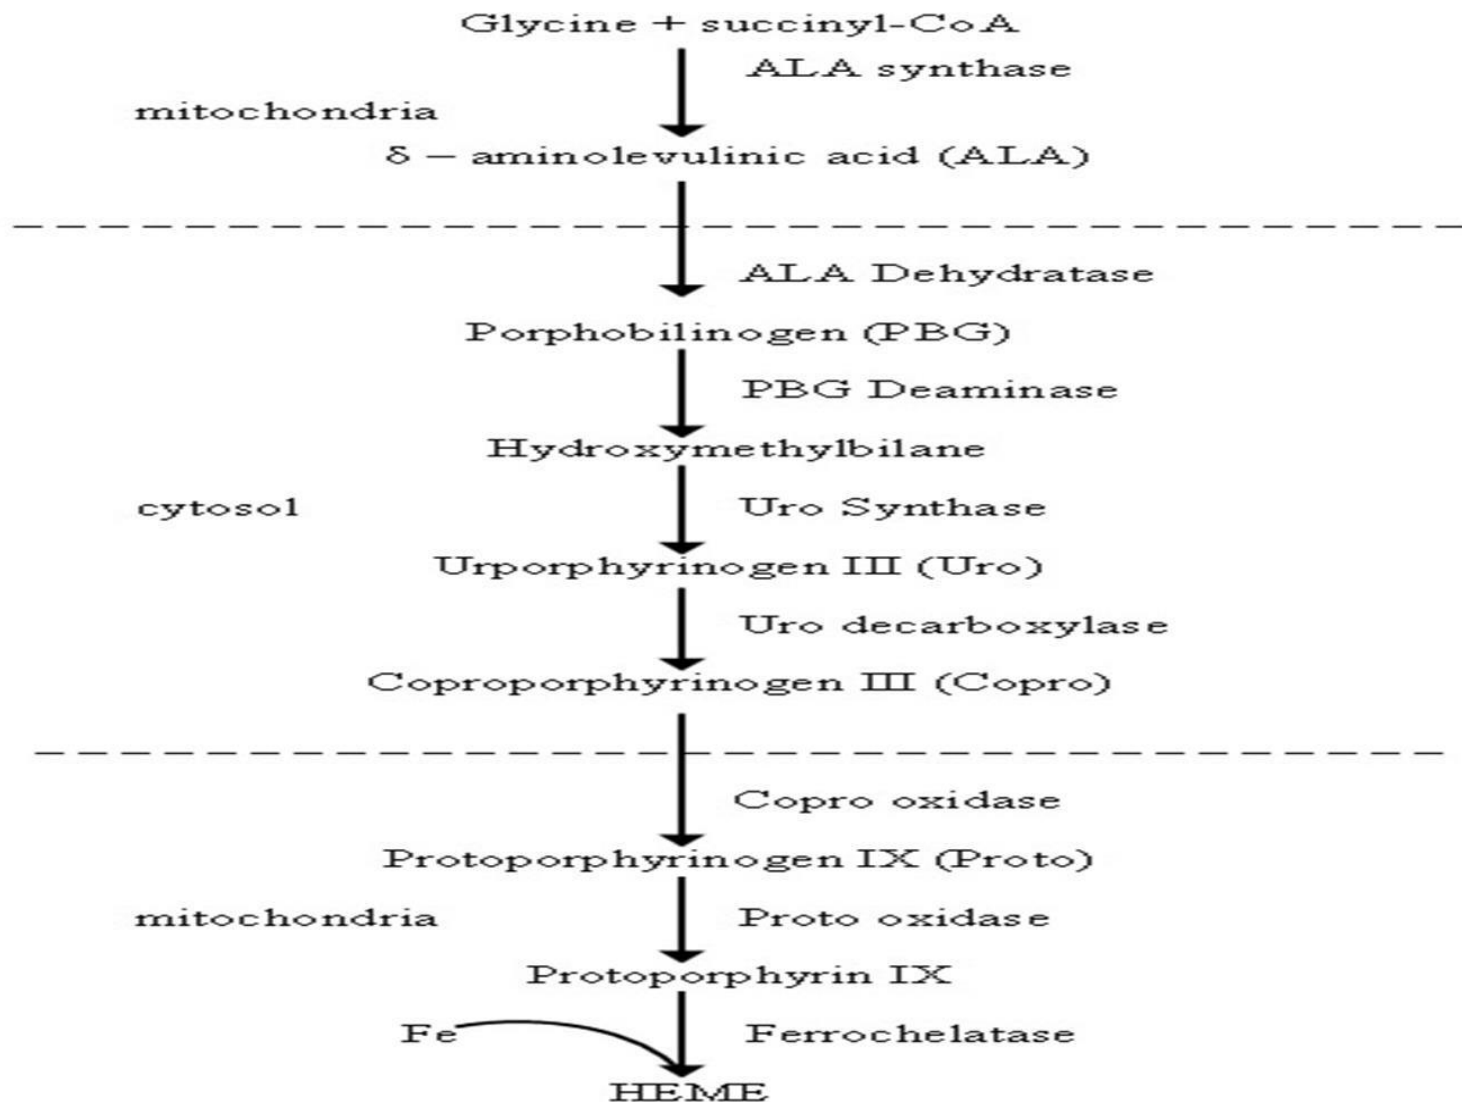 Glycine + succinyl-CoA
ALA synthase
mitochondria
δ – aminolevulinic acid (ALA)
ALA Dehydratase
Porphobilinogen (PBG)
PBG Deaminase
Hydroxymethylbilane
cytosol
Uro Synthase
Urporphyrinogen III (Uro)
Uro decarboxylase
Coproporphyrinogen III (Copro)
Copro oxidase
Protoporphyrinogen IX (Proto)
mitochondria
Proto oxidase
Protoporphyrin IX
Fe
Ferrochelatase
HEME